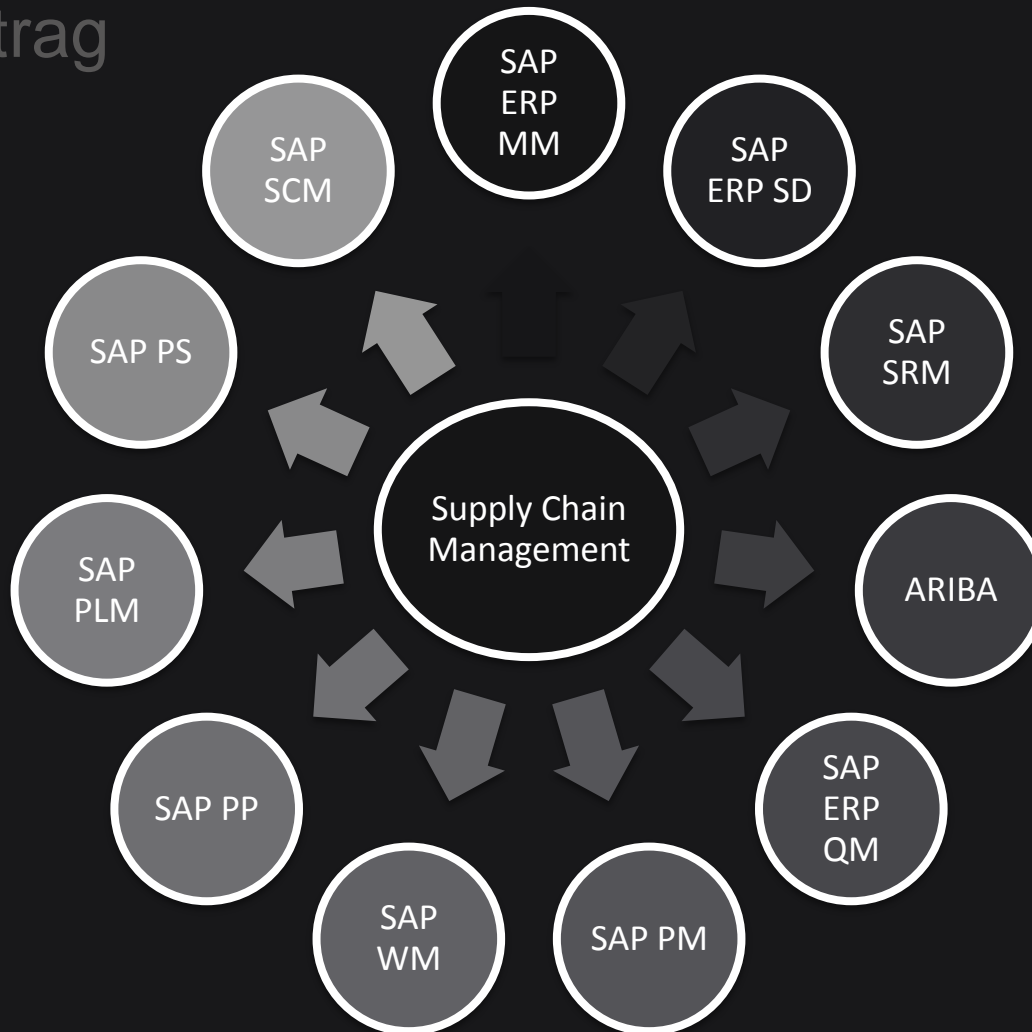 trag
SAP
ERP
MM
SAP
ERP SD
SAP
SRM
ARIBA
SAP
ERP
QM
SAP PM
SAP
WM
SAP PP
SAP
PLM
SAP PS
SAP
SCM
Supply Chain
Management